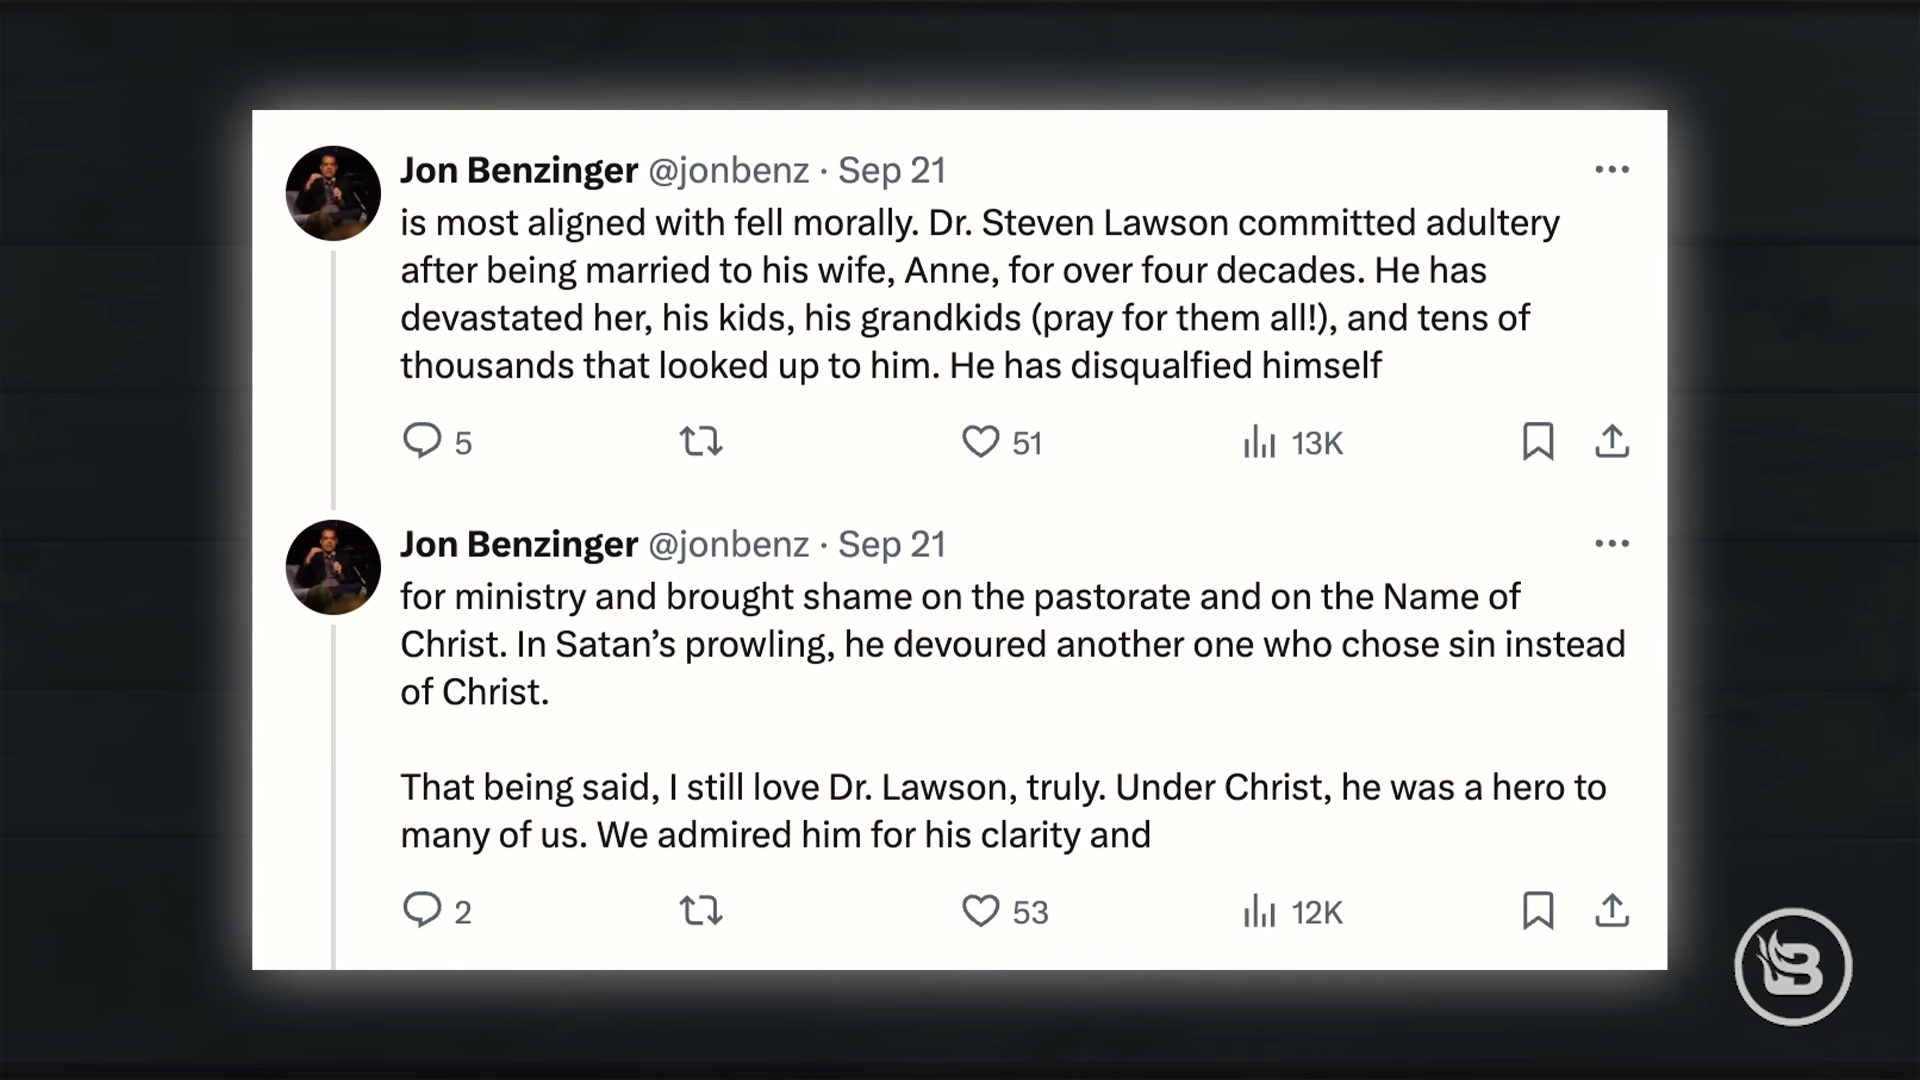 Jon Benzinger @jonbenz · Sep 21
is most aligned with fell morally. Dr. Steven Lawson committed adultery
after being married to his wife, Anne, for over four decades. He has
devastated her, his kids, his grandkids (pray for them all!), and tens of
thousands that looked up to him. He has disqualfied himself
5 51 13K
Jon Benzinger @jonbenz · Sep 21
for ministry and brought shame on the pastorate and on the Name of
Christ. In Satan’s prowling, he devoured another one who chose sin instead
of Christ.
That being said, I still love Dr. Lawson, truly. Under Christ, he was a hero to
many of us. We admired him for his clarity and
2 53 12K
B